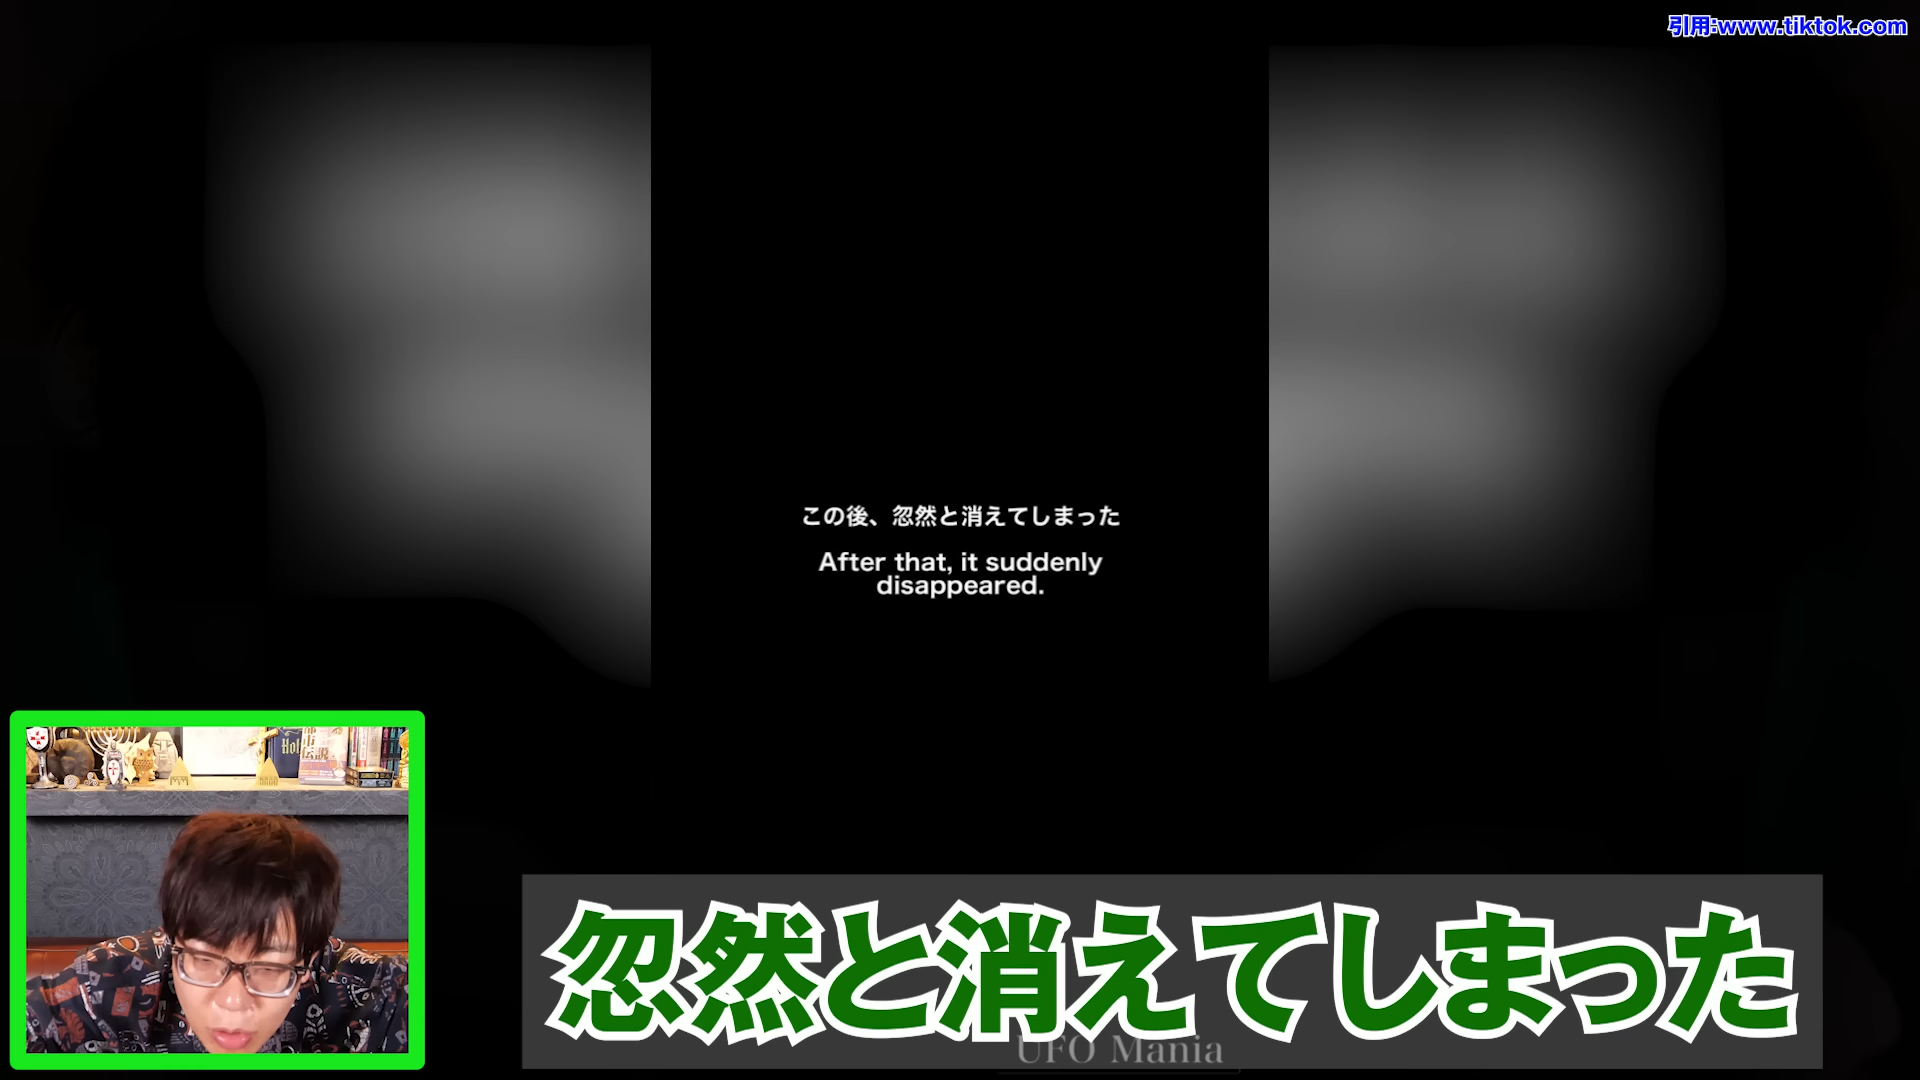 引用:www.tiktok.com
この後、忽然と消えてしまった
After that, it suddenly
disappeared.
忽然と消えてしまった
UFO Mania